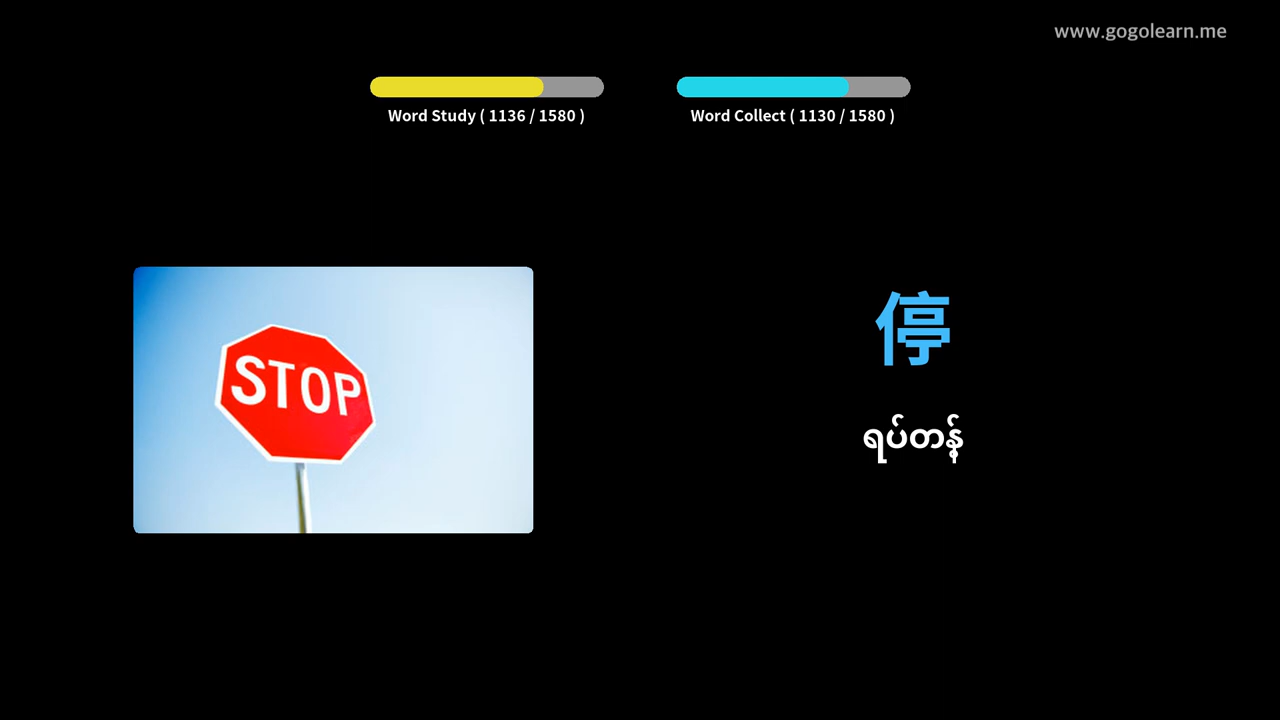 www.gogolearn.me
Word Study ( 1136 / 1580 )
Word Collect ( 1130 / 1580 )
STOP
停
ရပ်တန့်